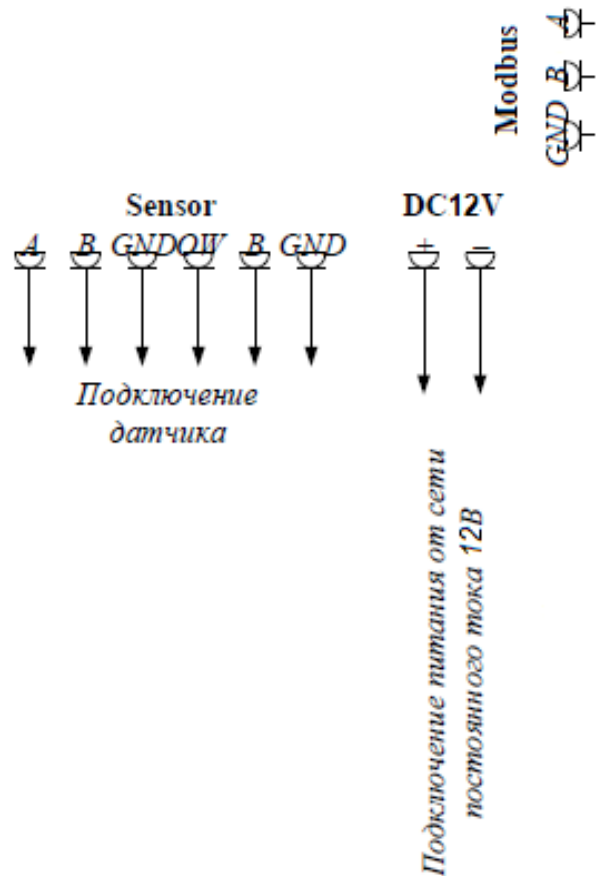 Modbus
A
B
GND
Sensor
DC12V
A B GND OW B GND + −
Подключение
датчика
Подключение питания от сети
постоянного тока 12В